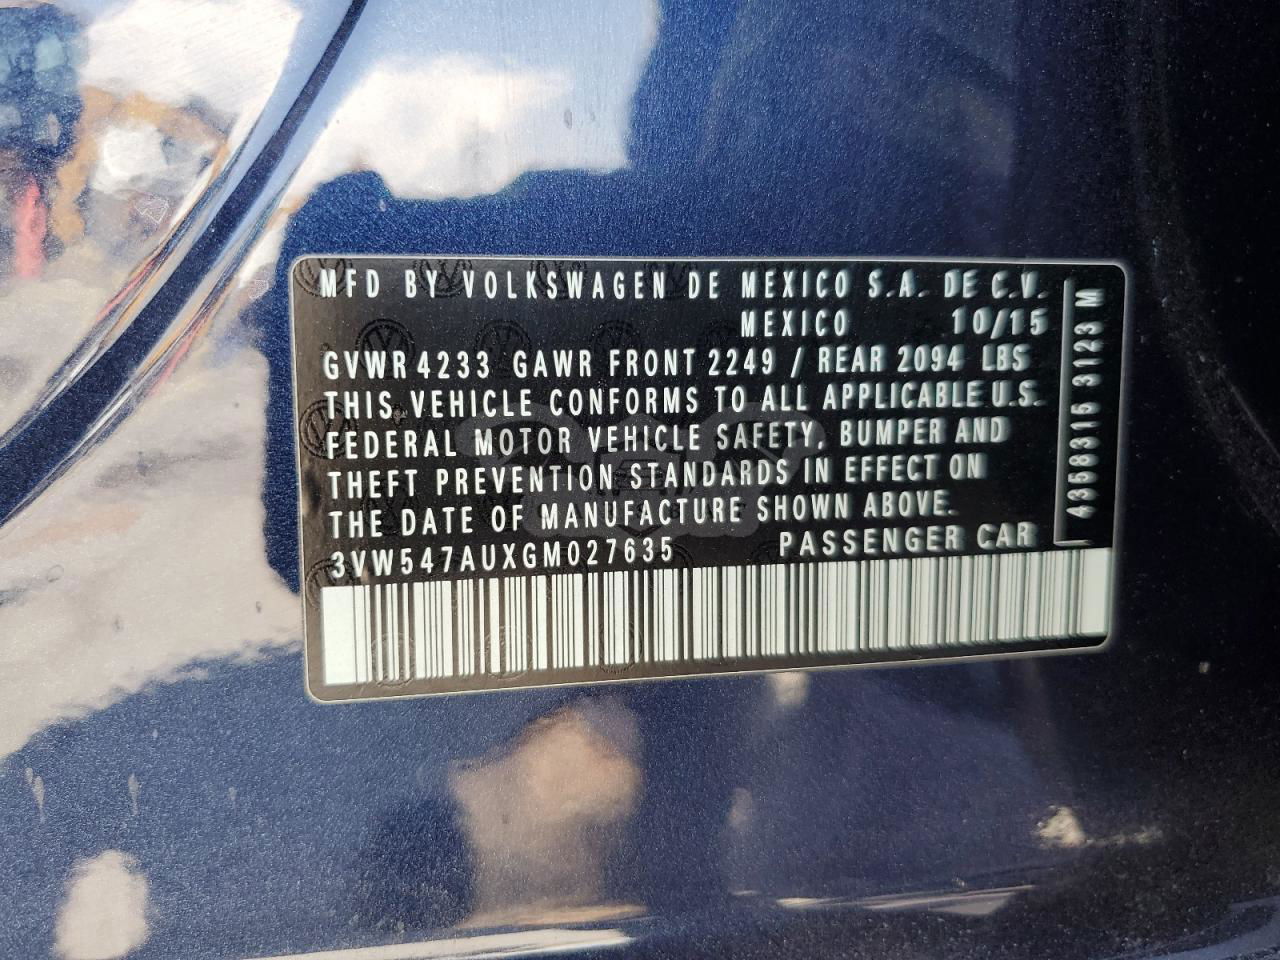 MFD BY VOLKSWAGEN DE MEXICO S.A. DE C.V.
MEXICO 10/15
GVWR 4233 GAWR FRONT 2249 / REAR 2094 LBS
THIS VEHICLE CONFORMS TO ALL APPLICABLE U.S.
FEDERAL MOTOR VEHICLE SAFETY, BUMPER AND
THEFT PREVENTION STANDARDS IN EFFECT ON
THE DATE OF MANUFACTURE SHOWN ABOVE.
3VW547AUXGM027635 PASSENGER CAR
4358315 3123 M